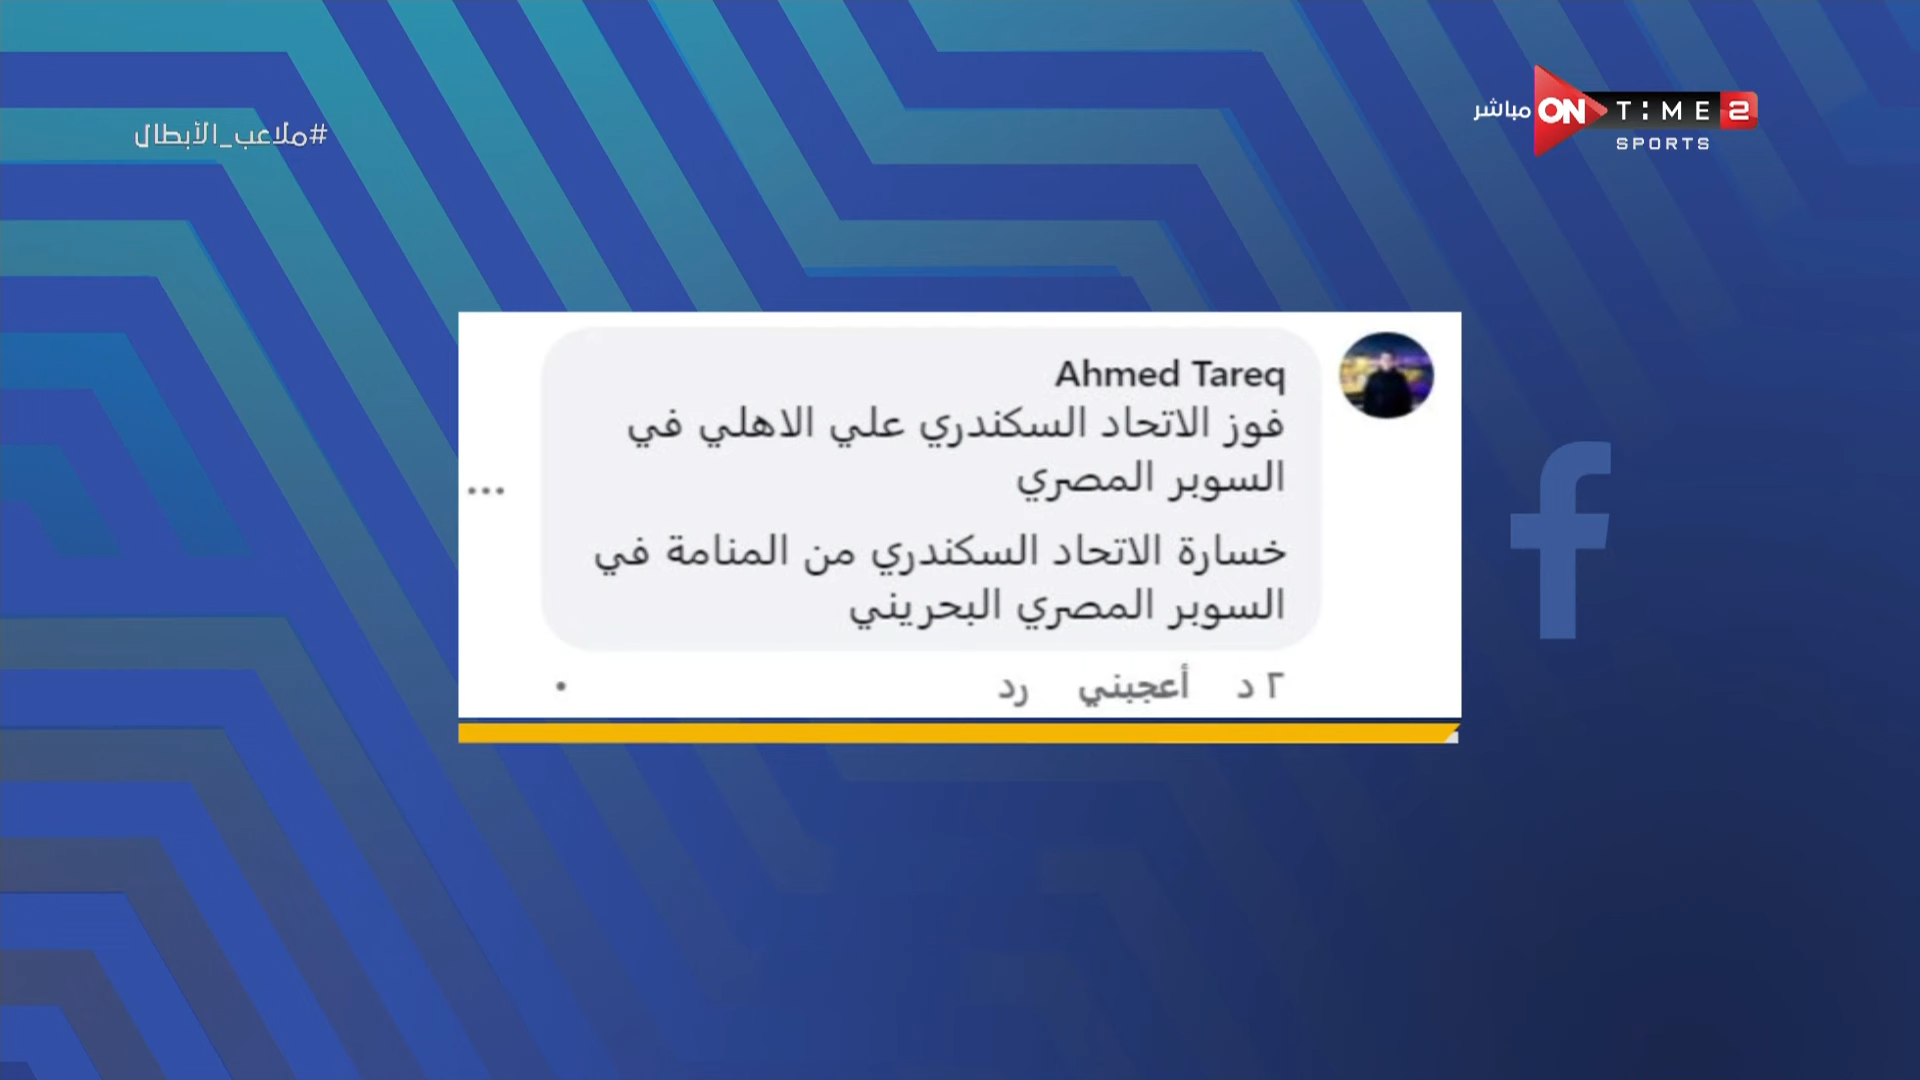 #ملاعب_الأبطال
مباشر ON TIME 2
SPORTS
Ahmed Tareq
فوز الاتحاد السكندري علي الاهلي في
السوبر المصري
خسارة الاتحاد السكندري من المنامة في
السوبر المصري البحريني
٢ د أعجبني رد